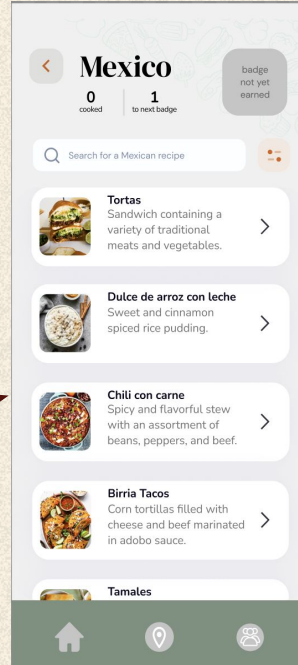 Mexico
badge
not yet
earned
0
cooked
1
to next badge
Search for a Mexican recipe
Tortas
Sandwich containing a
variety of traditional
meats and vegetables.
Dulce de arroz con leche
Sweet and cinnamon
spiced rice pudding.
Chili con carne
Spicy and flavorful stew
with an assortment of
beans, peppers, and beef.
Birria Tacos
Corn tortillas filled with
cheese and beef marinated
in adobo sauce.
Tamales